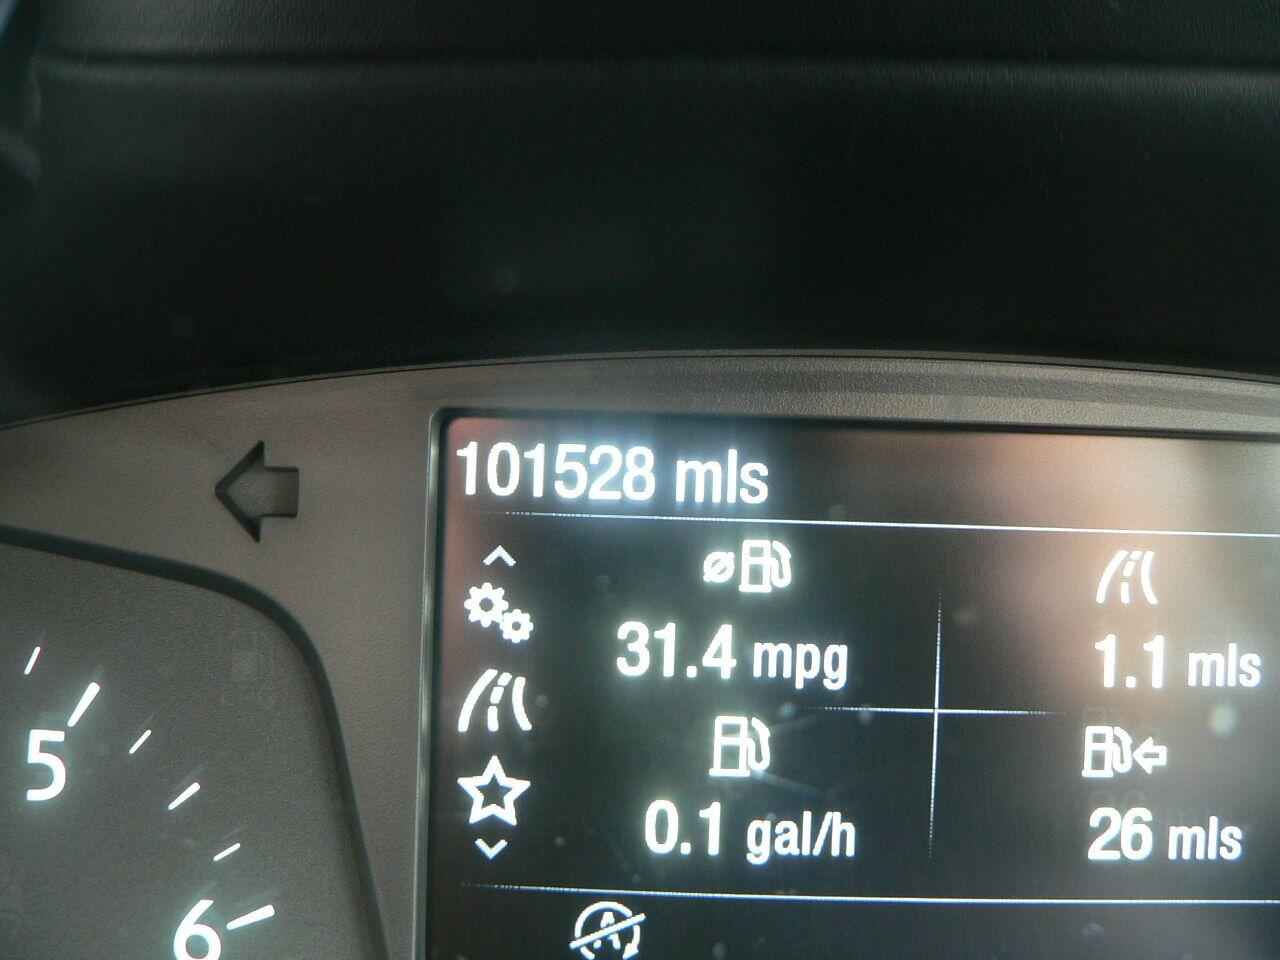 101528 mls
31.4 mpg
1.1 mls
0.1 gal/h
26 mls
A
5
6